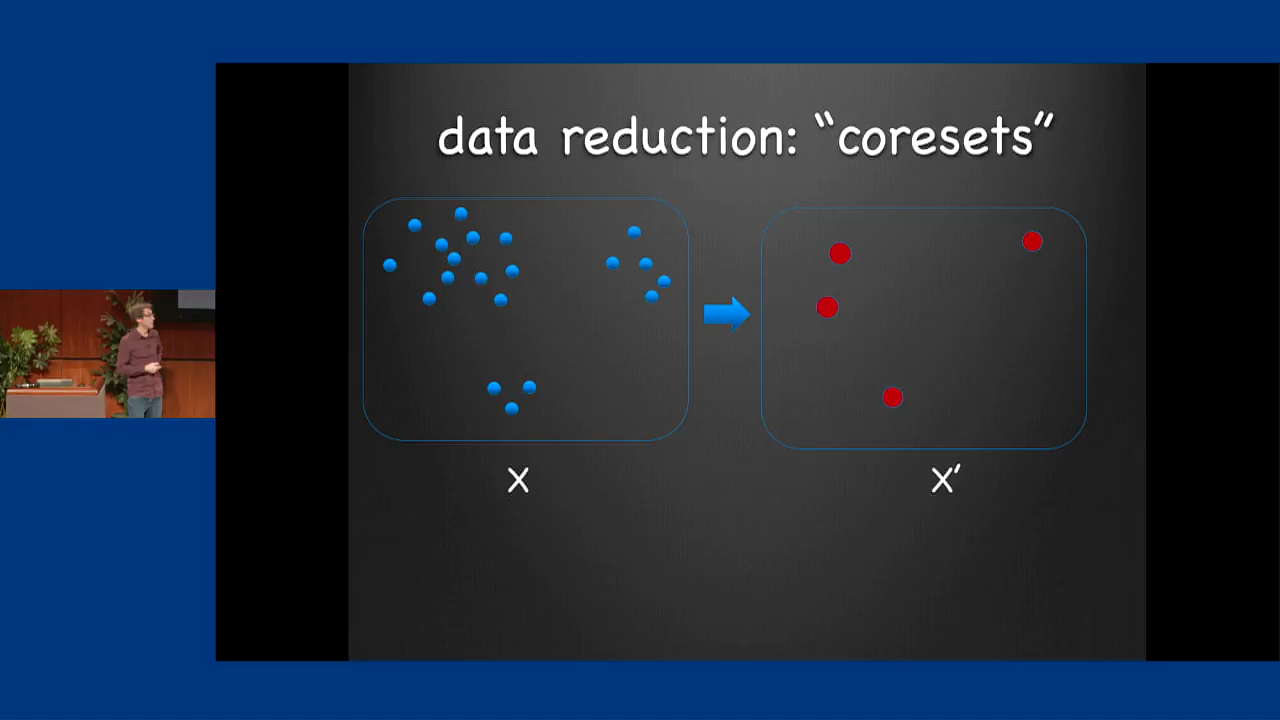 data reduction: “coresets”
X
X′